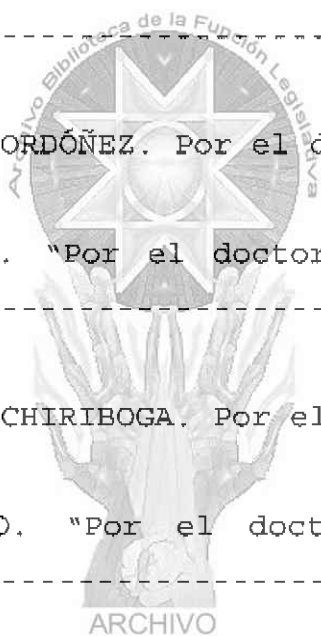 Archivo Biblioteca de la Función Legislativa
ORDÓÑEZ. Por el d
. "Por el doctor
CHIRIBOGA. Por el
O. "Por el doct
ARCHIVO